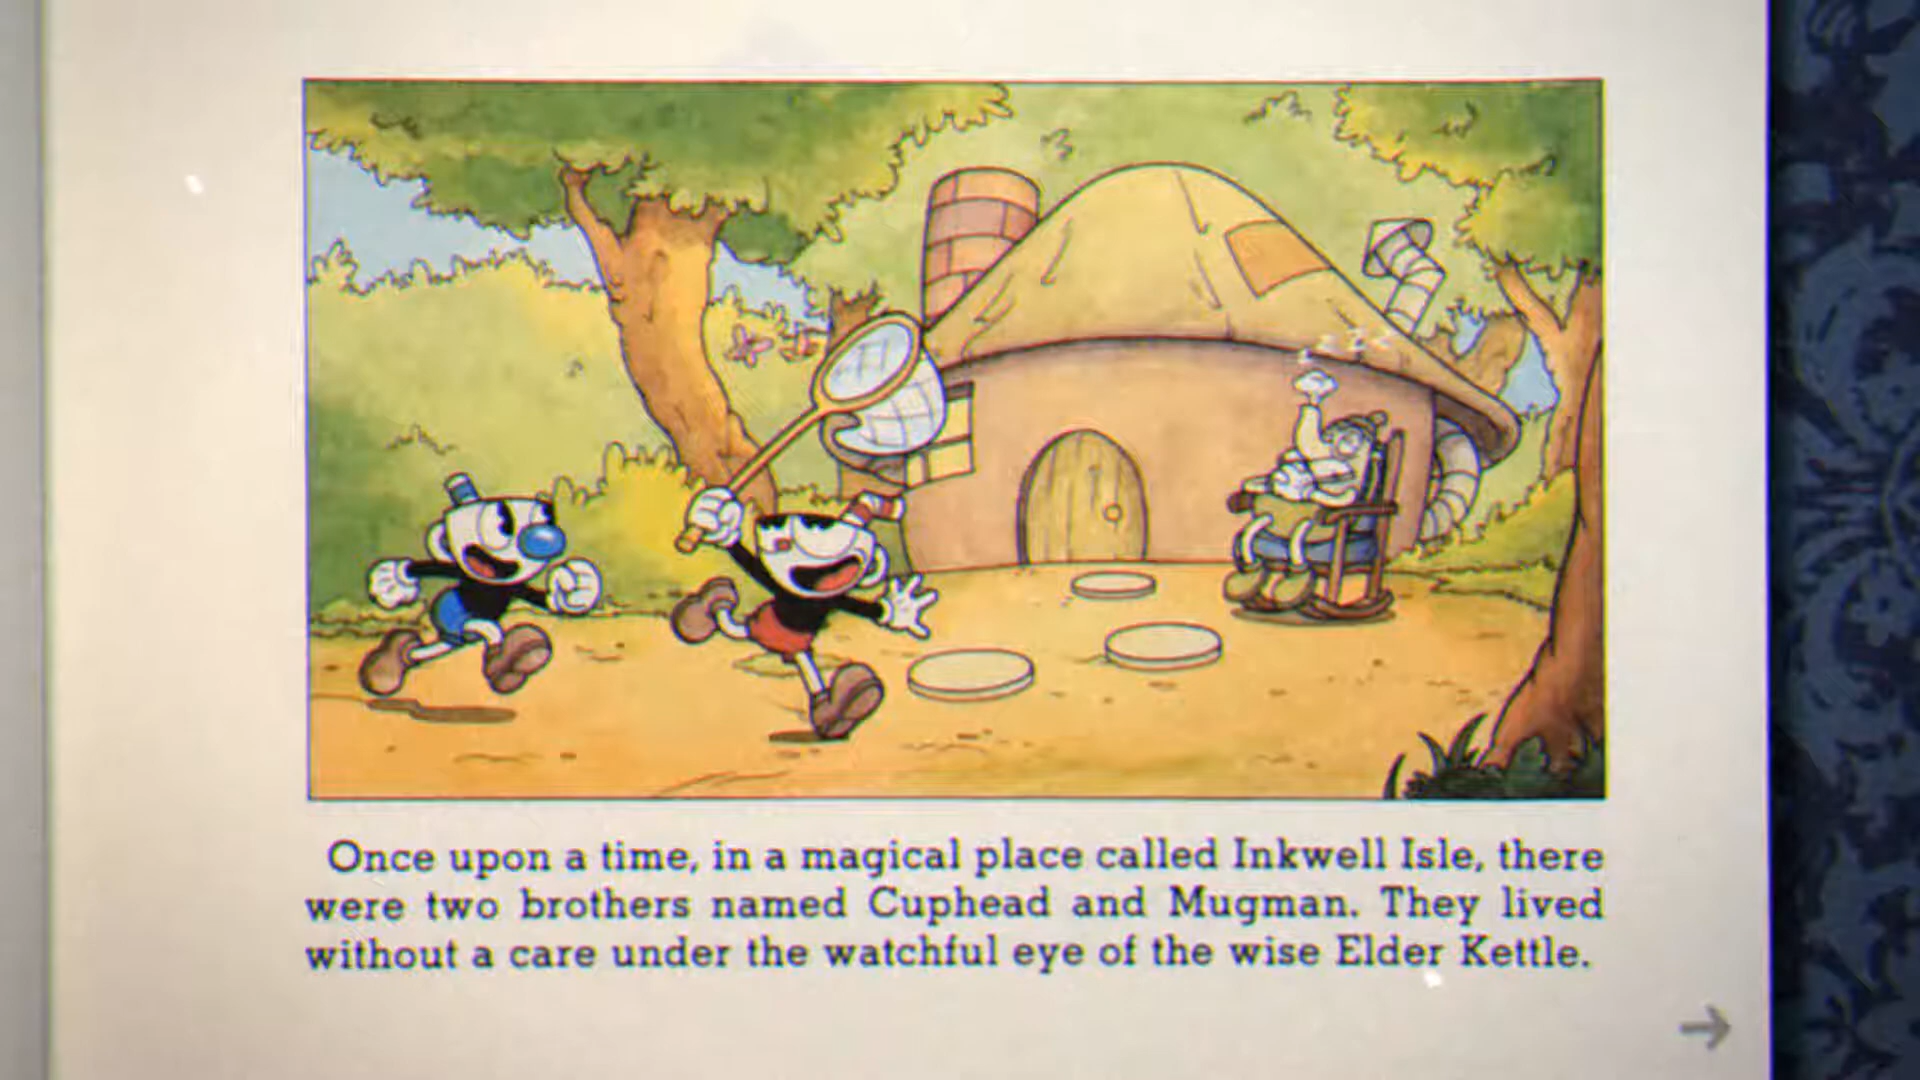 z z z z
Once upon a time, in a magical place called Inkwell Isle, there
were two brothers named Cuphead and Mugman. They lived
without a care under the watchful eye of the wise Elder Kettle.